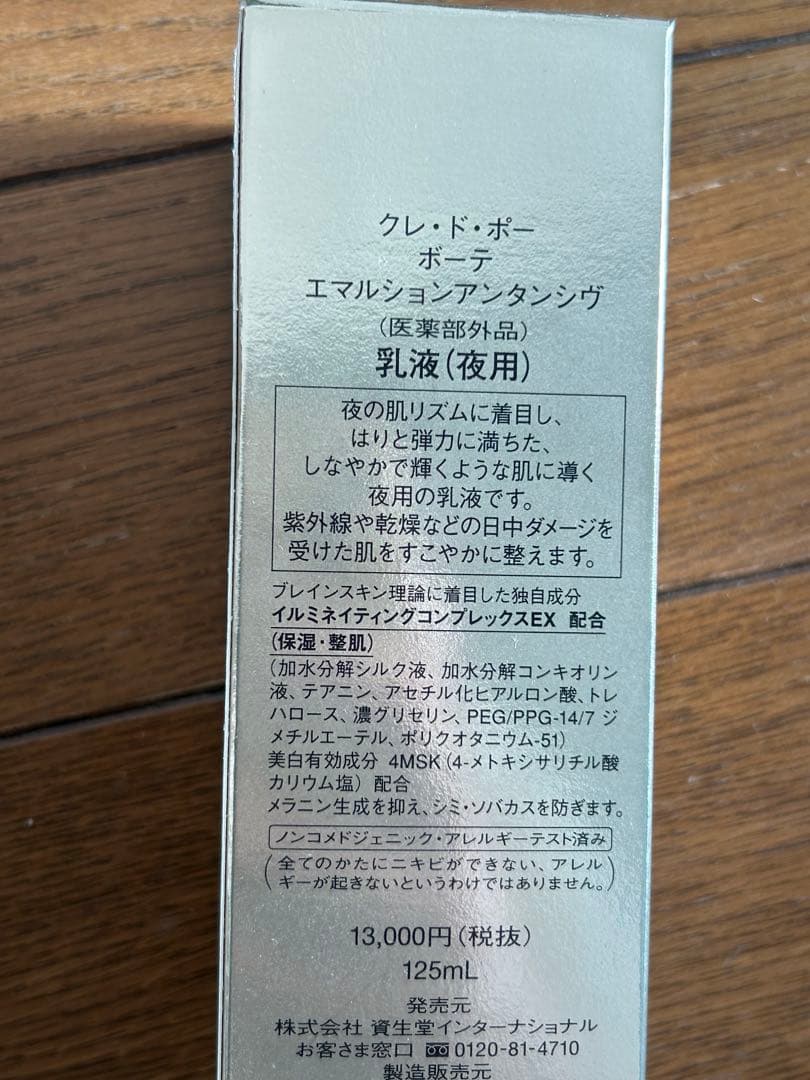 クレ・ド・ポー
ボーテ
エマルションアンタンシヴ
(医薬部外品)
乳液(夜用)
夜の肌リズムに着目し、
はりと弾力に満ちた、
しなやかで輝くような肌に導く
夜用の乳液です。
紫外線や乾燥などの日中ダメージを
受けた肌をすこやかに整えます。
ブレインスキン理論に着目した独自成分
イルミネイティングコンプレックスEX 配合
(保湿・整肌)
(加水分解シルク液、加水分解コンキオリン
液、テアニン、アセチル化ヒアルロン酸、トレ
ハロース、濃グリセリン、PEG/PPG-14/7 ジ
メチルエーテル、ポリクオタニウム-51)
美白有効成分 4MSK(4-メトキシサリチル酸
カリウム塩) 配合
メラニン生成を抑え、シミ・ソバカスを防ぎます。
ノンコメドジェニック・アレルギーテスト済み
(全てのかたにニキビができない、アレル
ギーが起きないというわけではありません。)
13,000円(税抜)
125mL
発売元
株式会社 資生堂インターナショナル
お客さま窓口 0120-81-4710
製造販売元